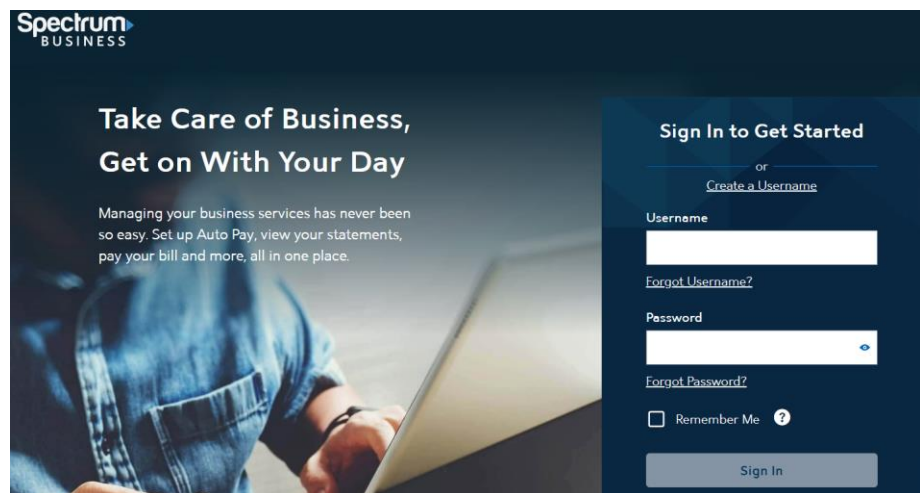 Spectrum
BUSINESS
Take Care of Business,
Get on With Your Day
Managing your business services has never been
so easy. Set up Auto Pay, view your statements,
pay your bill and more, all in one place.
Sign In to Get Started
or
Create a Username
Username
Forgot Username?
Password
Forgot Password?
Remember Me ?
Sign In